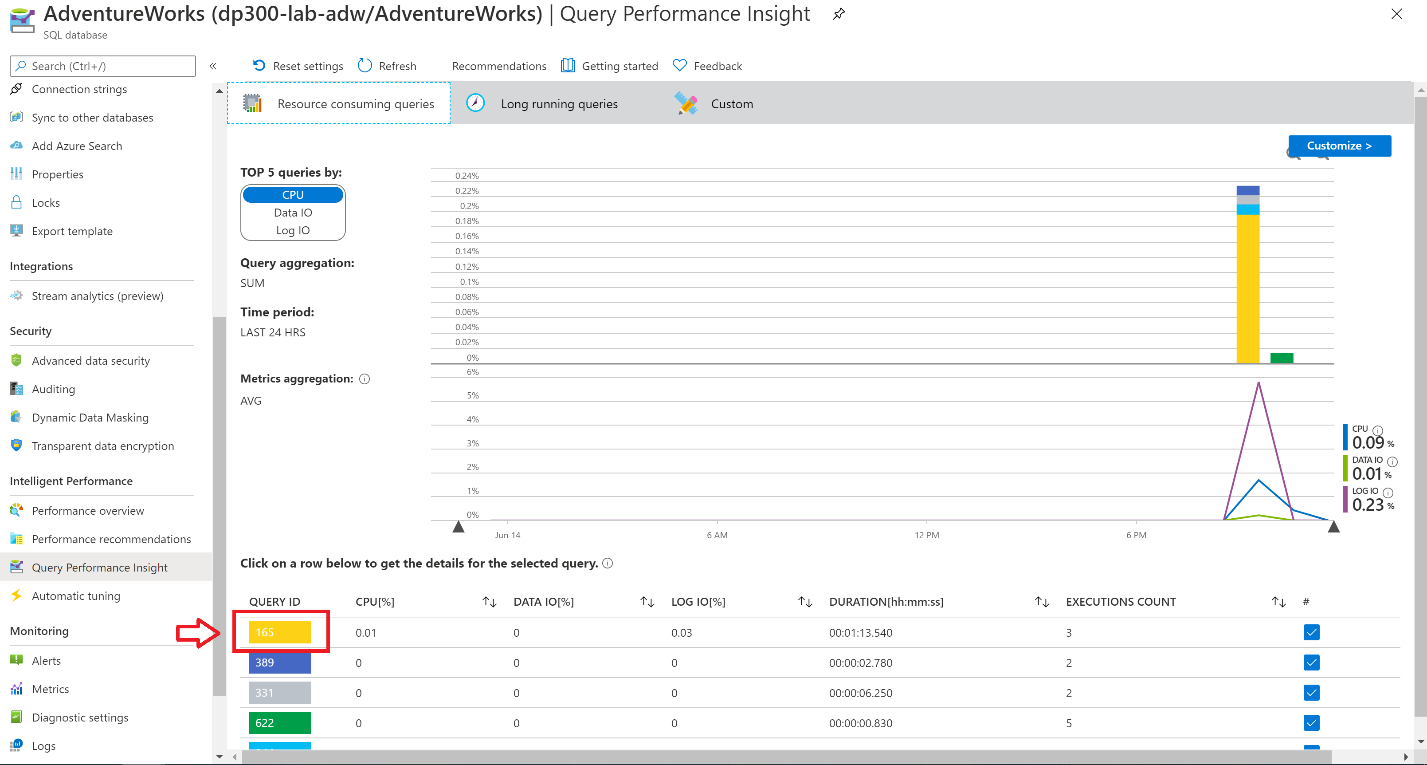 AdventureWorks (dp300-lab-adw/AdventureWorks) | Query Performance Insight
SQL database
Search (Ctrl+/)
«
Connection strings
Sync to other databases
Add Azure Search
Properties
Locks
Export template
Integrations
Stream analytics (preview)
Security
Advanced data security
Auditing
Dynamic Data Masking
Transparent data encryption
Intelligent Performance
Performance overview
Performance recommendations
Query Performance Insight
Automatic tuning
Monitoring
Alerts
Metrics
Diagnostic settings
Logs
Reset settings Refresh Recommendations Getting started Feedback
Resource consuming queries Long running queries Custom
Customize >
TOP 5 queries by:
CPU
Data IO
Log IO
Query aggregation:
SUM
Time period:
LAST 24 HRS
Metrics aggregation:
AVG
0.24%
0.22%
0.2%
0.18%
0.16%
0.14%
0.12%
0.1%
0.08%
0.06%
0.04%
0.02%
0%
6%
5%
4%
3%
2%
1%
0%
Jun 14 6 AM 12 PM 6 PM
CPU
0.09 %
DATA IO
0.01 %
LOG IO
0.23 %
Click on a row below to get the details for the selected query.
QUERY ID CPU[%] DATA IO[%] LOG IO[%] DURATION[hh:mm:ss] EXECUTIONS COUNT #
165 0.01 0 0.03 00:01:13.540 3
389 0 0 0 00:00:02.780 2
331 0 0 0 00:00:06.250 2
622 0 0 0 00:00:00.830 5